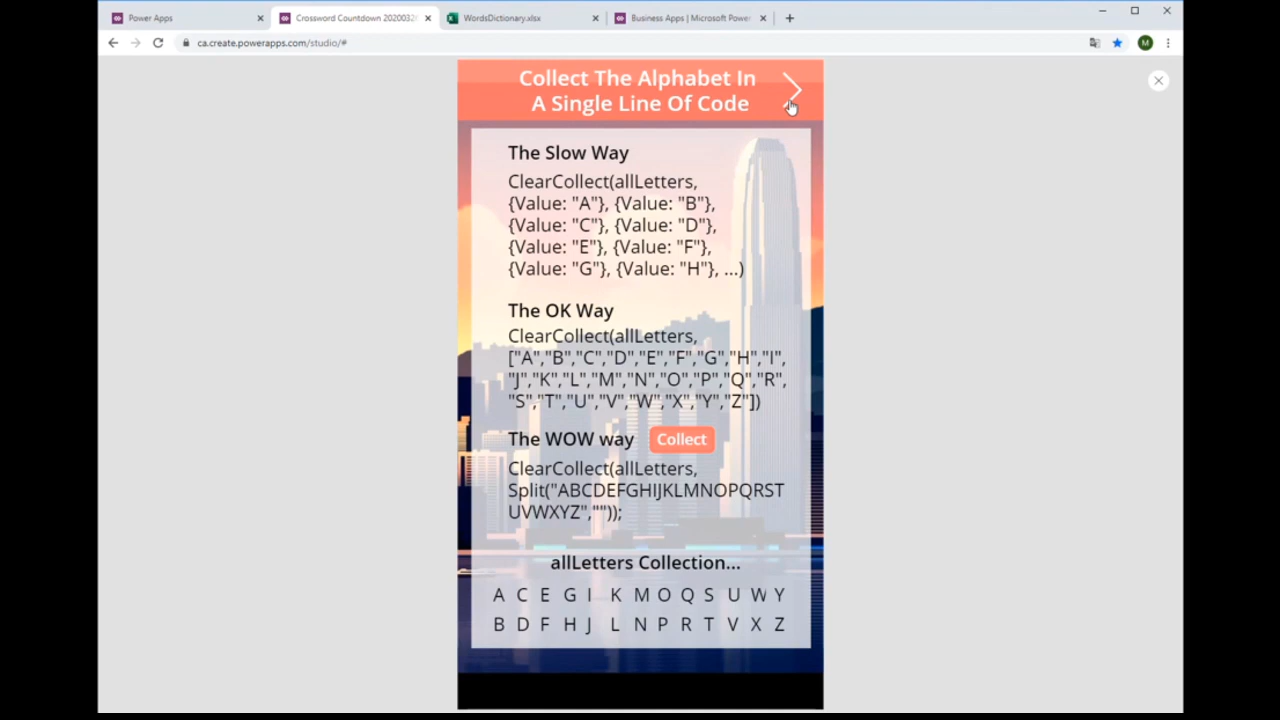 Power Apps
Crossword Countdown 2020032
WordsDictionary.xlsx
Business Apps | Microsoft Power
ca.create.powerapps.com/studio/#
M
Collect The Alphabet In
A Single Line Of Code
The Slow Way
ClearCollect(allLetters,
{Value: "A"}, {Value: "B"},
{Value: "C"}, {Value: "D"},
{Value: "E"}, {Value: "F"},
{Value: "G"}, {Value: "H"}, ...)
The OK Way
ClearCollect(allLetters,
["A","B","C","D","E","F","G","H","I",
"J","K","L","M","N","O","P","Q","R",
"S","T","U","V","W","X","Y","Z"])
The WOW way Collect
ClearCollect(allLetters,
Split("ABCDEFGHIJKLMNOPQRST
UVWXYZ",""));
allLetters Collection...
A C E G I K M O Q S U W Y
B D F H J L N P R T V X Z